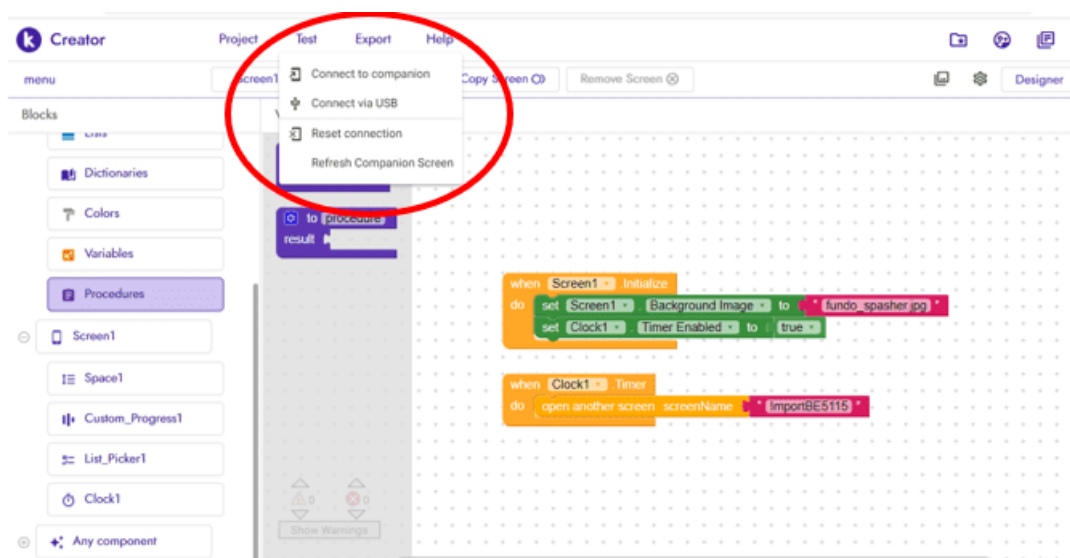 Creator Project Test Export Help
menu Screen1 Copy Screen Remove Screen Designer
Connect to companion
Connect via USB
Reset connection
Refresh Companion Screen
Blocks
Lists
Dictionaries
Colors
Variables
Procedures
Screen1
Space1
Custom_Progress1
List_Picker1
Clock1
Any component
to procedure
result
0 0
Show Warnings
when Screen1 .Initialize
do set Screen1 . Background Image to " fundo_spasher.jpg "
set Clock1 . Timer Enabled to true
when Clock1 .Timer
do open another screen screenName " ImportBE5115 "